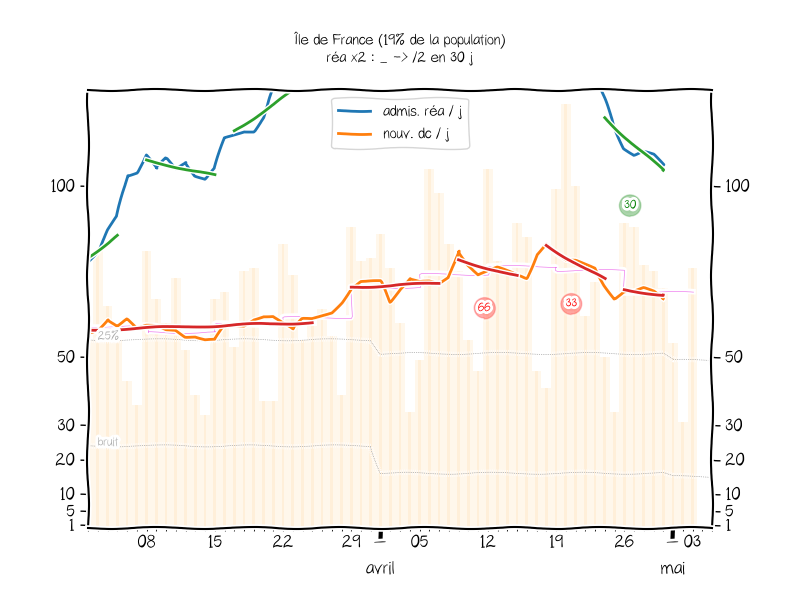 Île de France (19% de la population)
réa x2 : _ -> /2 en 30 j
admis. réa / j
nouv. dc / j
100
100
30
66
33
25%
50
50
bruit
30
30
20
20
10
10
5
5
1
1
08 15 22 29 05 12 19 26 03
avril mai